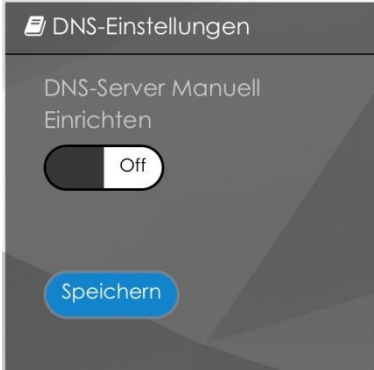 DNS-Einstellungen
DNS-Server Manuell
Einrichten
Off
Speichern